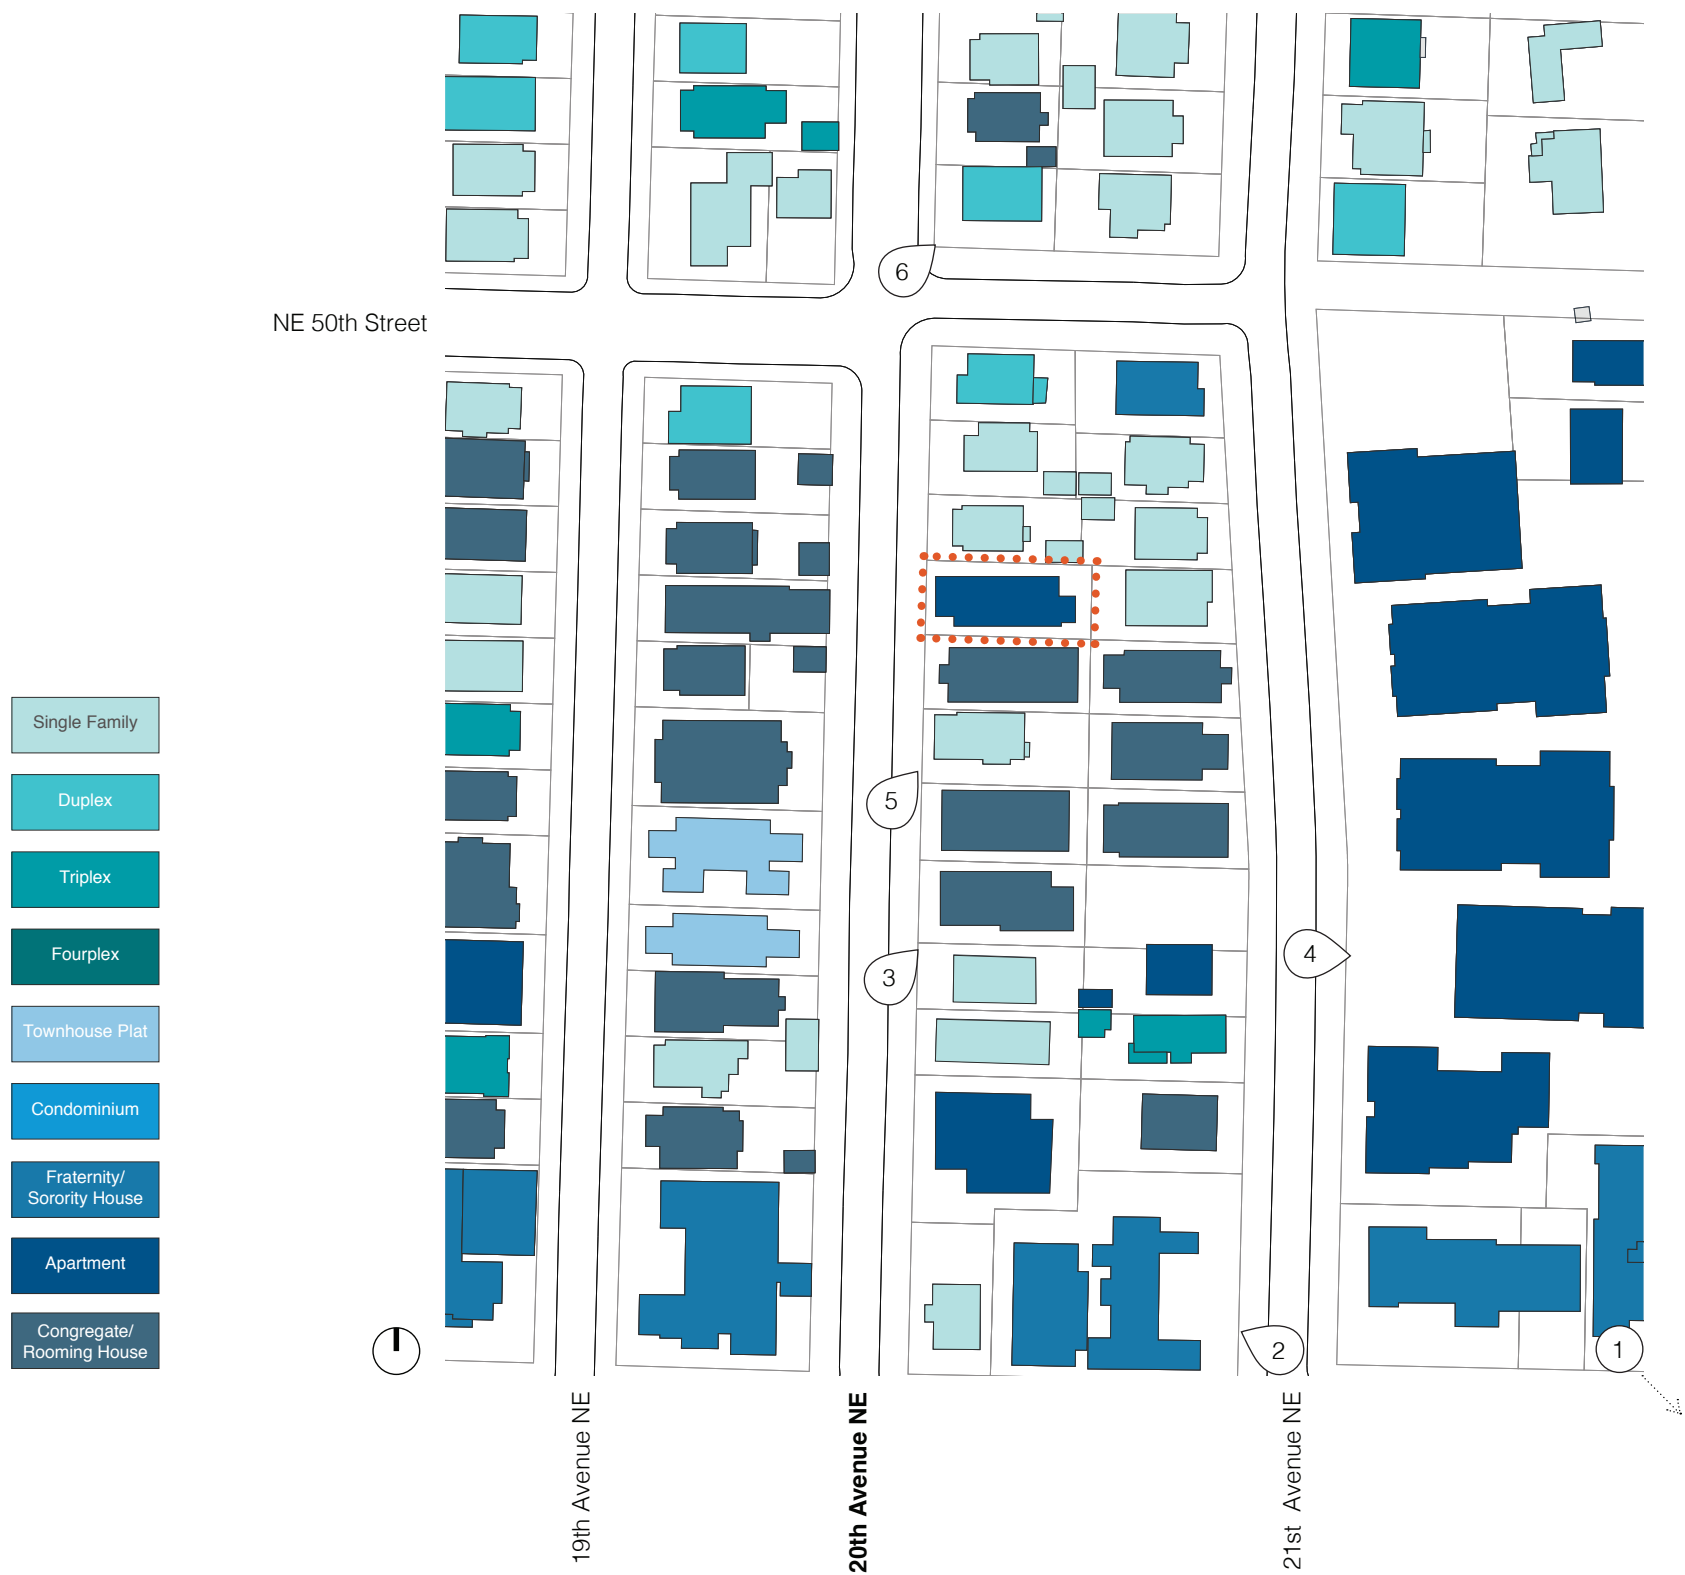 6
NE 50th Street
Single Family
Duplex
Triplex
Fourplex
Townhouse Plat
Condominium
Fraternity/
Sorority House
Apartment
Congregate/
Rooming House
5
3
4
2
1
19th Avenue NE
20th Avenue NE
21st Avenue NE